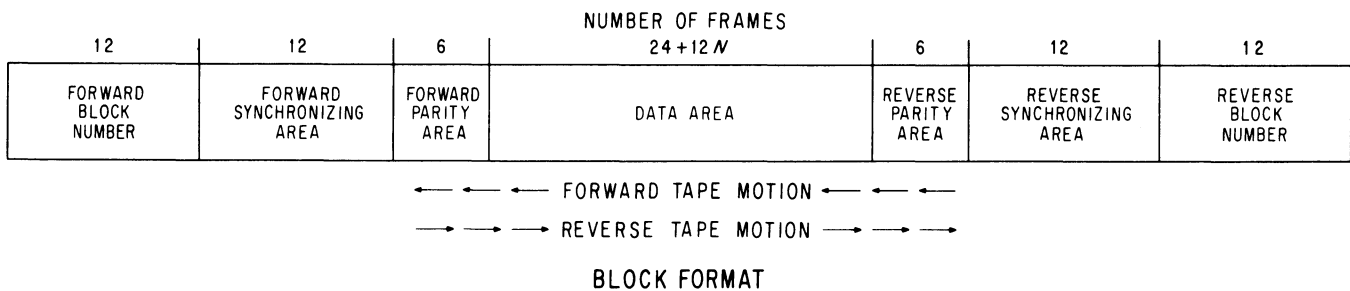 NUMBER OF FRAMES
12 12 6 24+12N 6 12 12
FORWARD BLOCK NUMBER
FORWARD SYNCHRONIZING AREA
FORWARD PARITY AREA
DATA AREA
REVERSE PARITY AREA
REVERSE SYNCHRONIZING AREA
REVERSE BLOCK NUMBER
← ← ← FORWARD TAPE MOTION ← ← ←
→ → → REVERSE TAPE MOTION → → →
BLOCK FORMAT